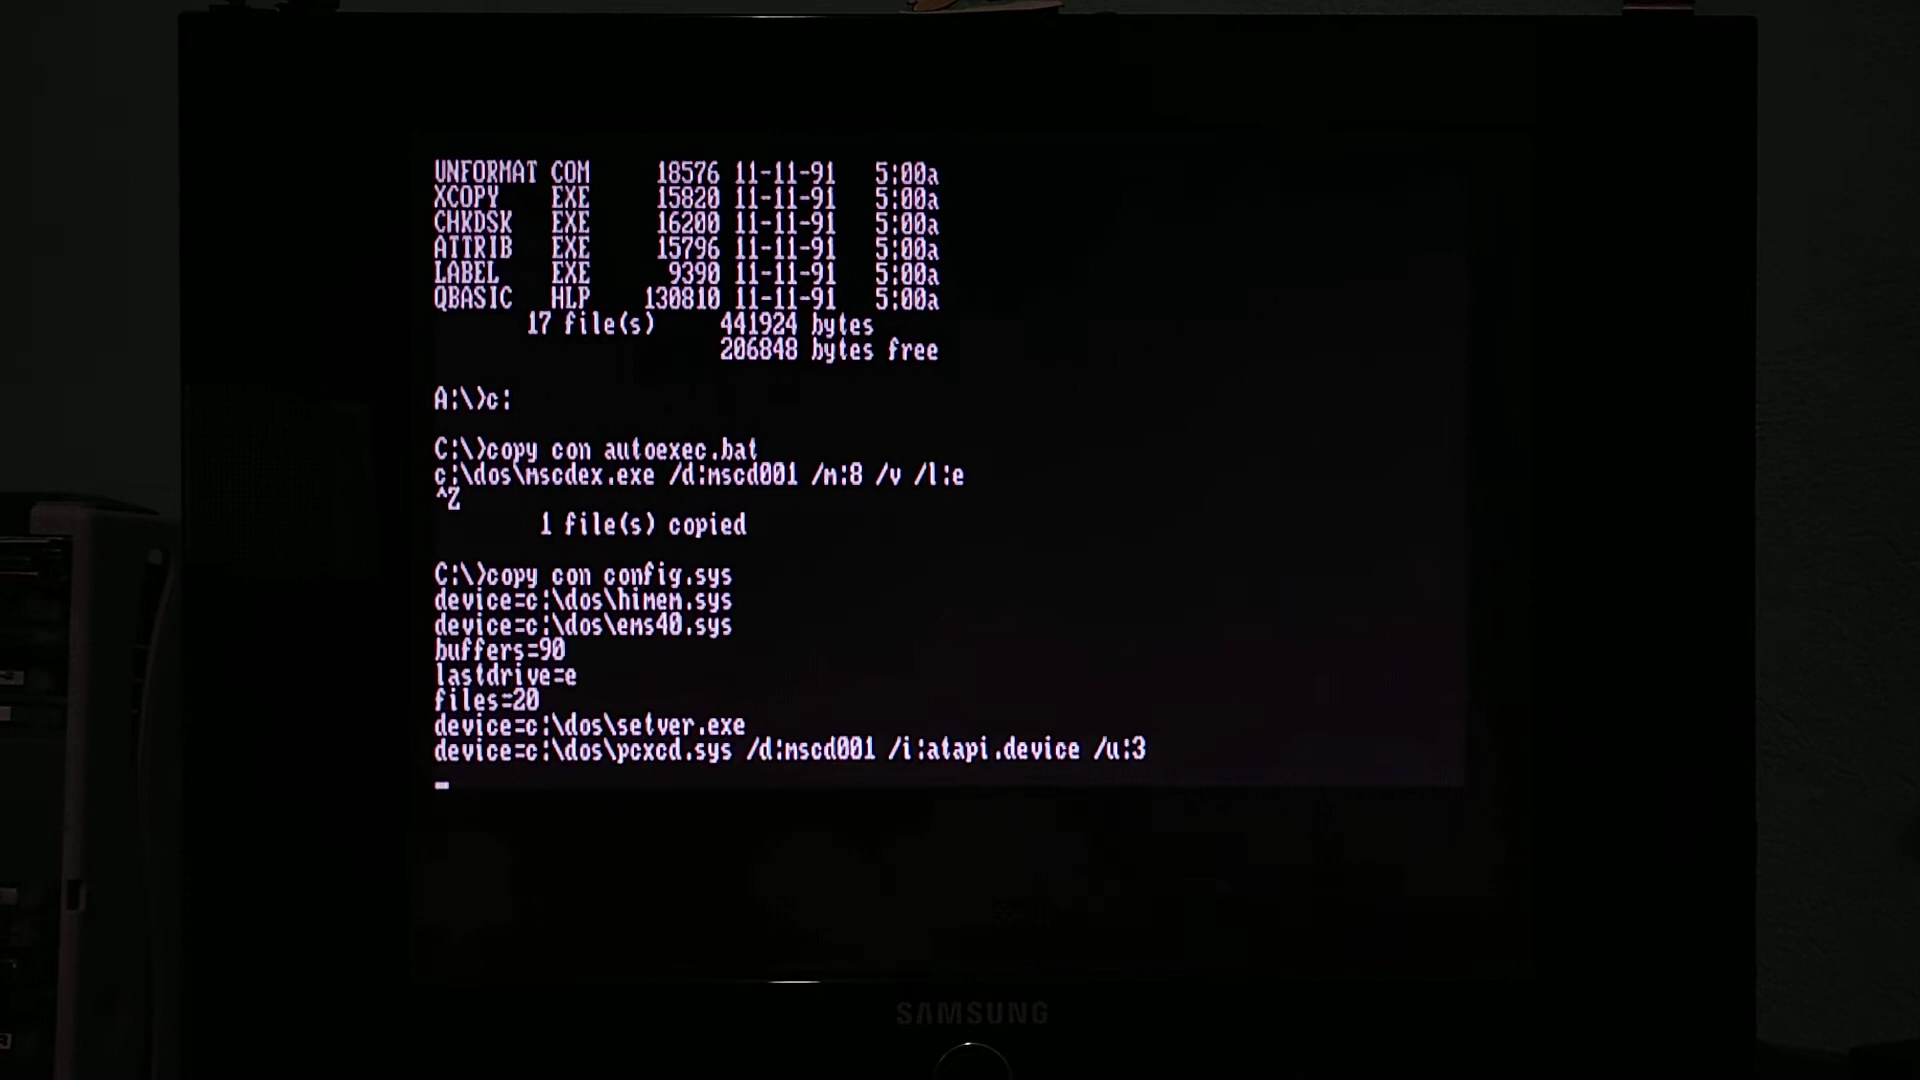 UNFORMAT COM 18576 11-11-91 5:00a
XCOPY EXE 15820 11-11-91 5:00a
CHKDSK EXE 16200 11-11-91 5:00a
ATTRIB EXE 15796 11-11-91 5:00a
LABEL EXE 9390 11-11-91 5:00a
QBASIC HLP 130810 11-11-91 5:00a
17 file(s) 441924 bytes
206848 bytes free
A:\>c:
C:\>copy con autoexec.bat
c:\dos\mscdex.exe /d:mscd001 /m:8 /v /l:e
^Z
1 file(s) copied
C:\>copy con config.sys
device=c:\dos\himem.sys
device=c:\dos\ems40.sys
buffers=90
lastdrive=e
files=20
device=c:\dos\setver.exe
device=c:\dos\pcxcd.sys /d:mscd001 /i:atapi.device /u:3
SAMSUNG